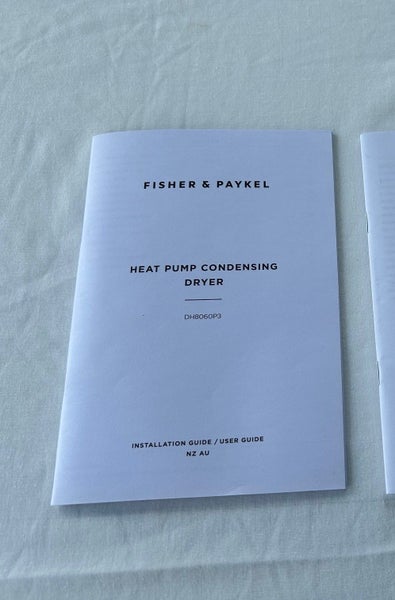 FISHER & PAYKEL
HEAT PUMP CONDENSING
DRYER
DH8060P3
INSTALLATION GUIDE / USER GUIDE
NZ AU